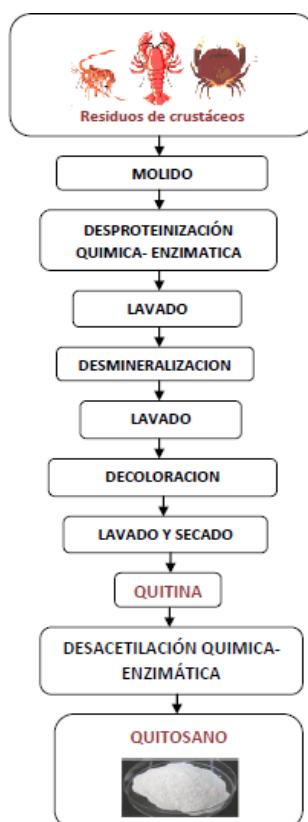 Residuos de crustáceos
MOLIDO
DESPROTEINIZACIÓN
QUIMICA- ENZIMATICA
LAVADO
DESMINERALIZACION
LAVADO
DECOLORACION
LAVADO Y SECADO
QUITINA
DESACETILACIÓN QUIMICA-
ENZIMÁTICA
QUITOSANO